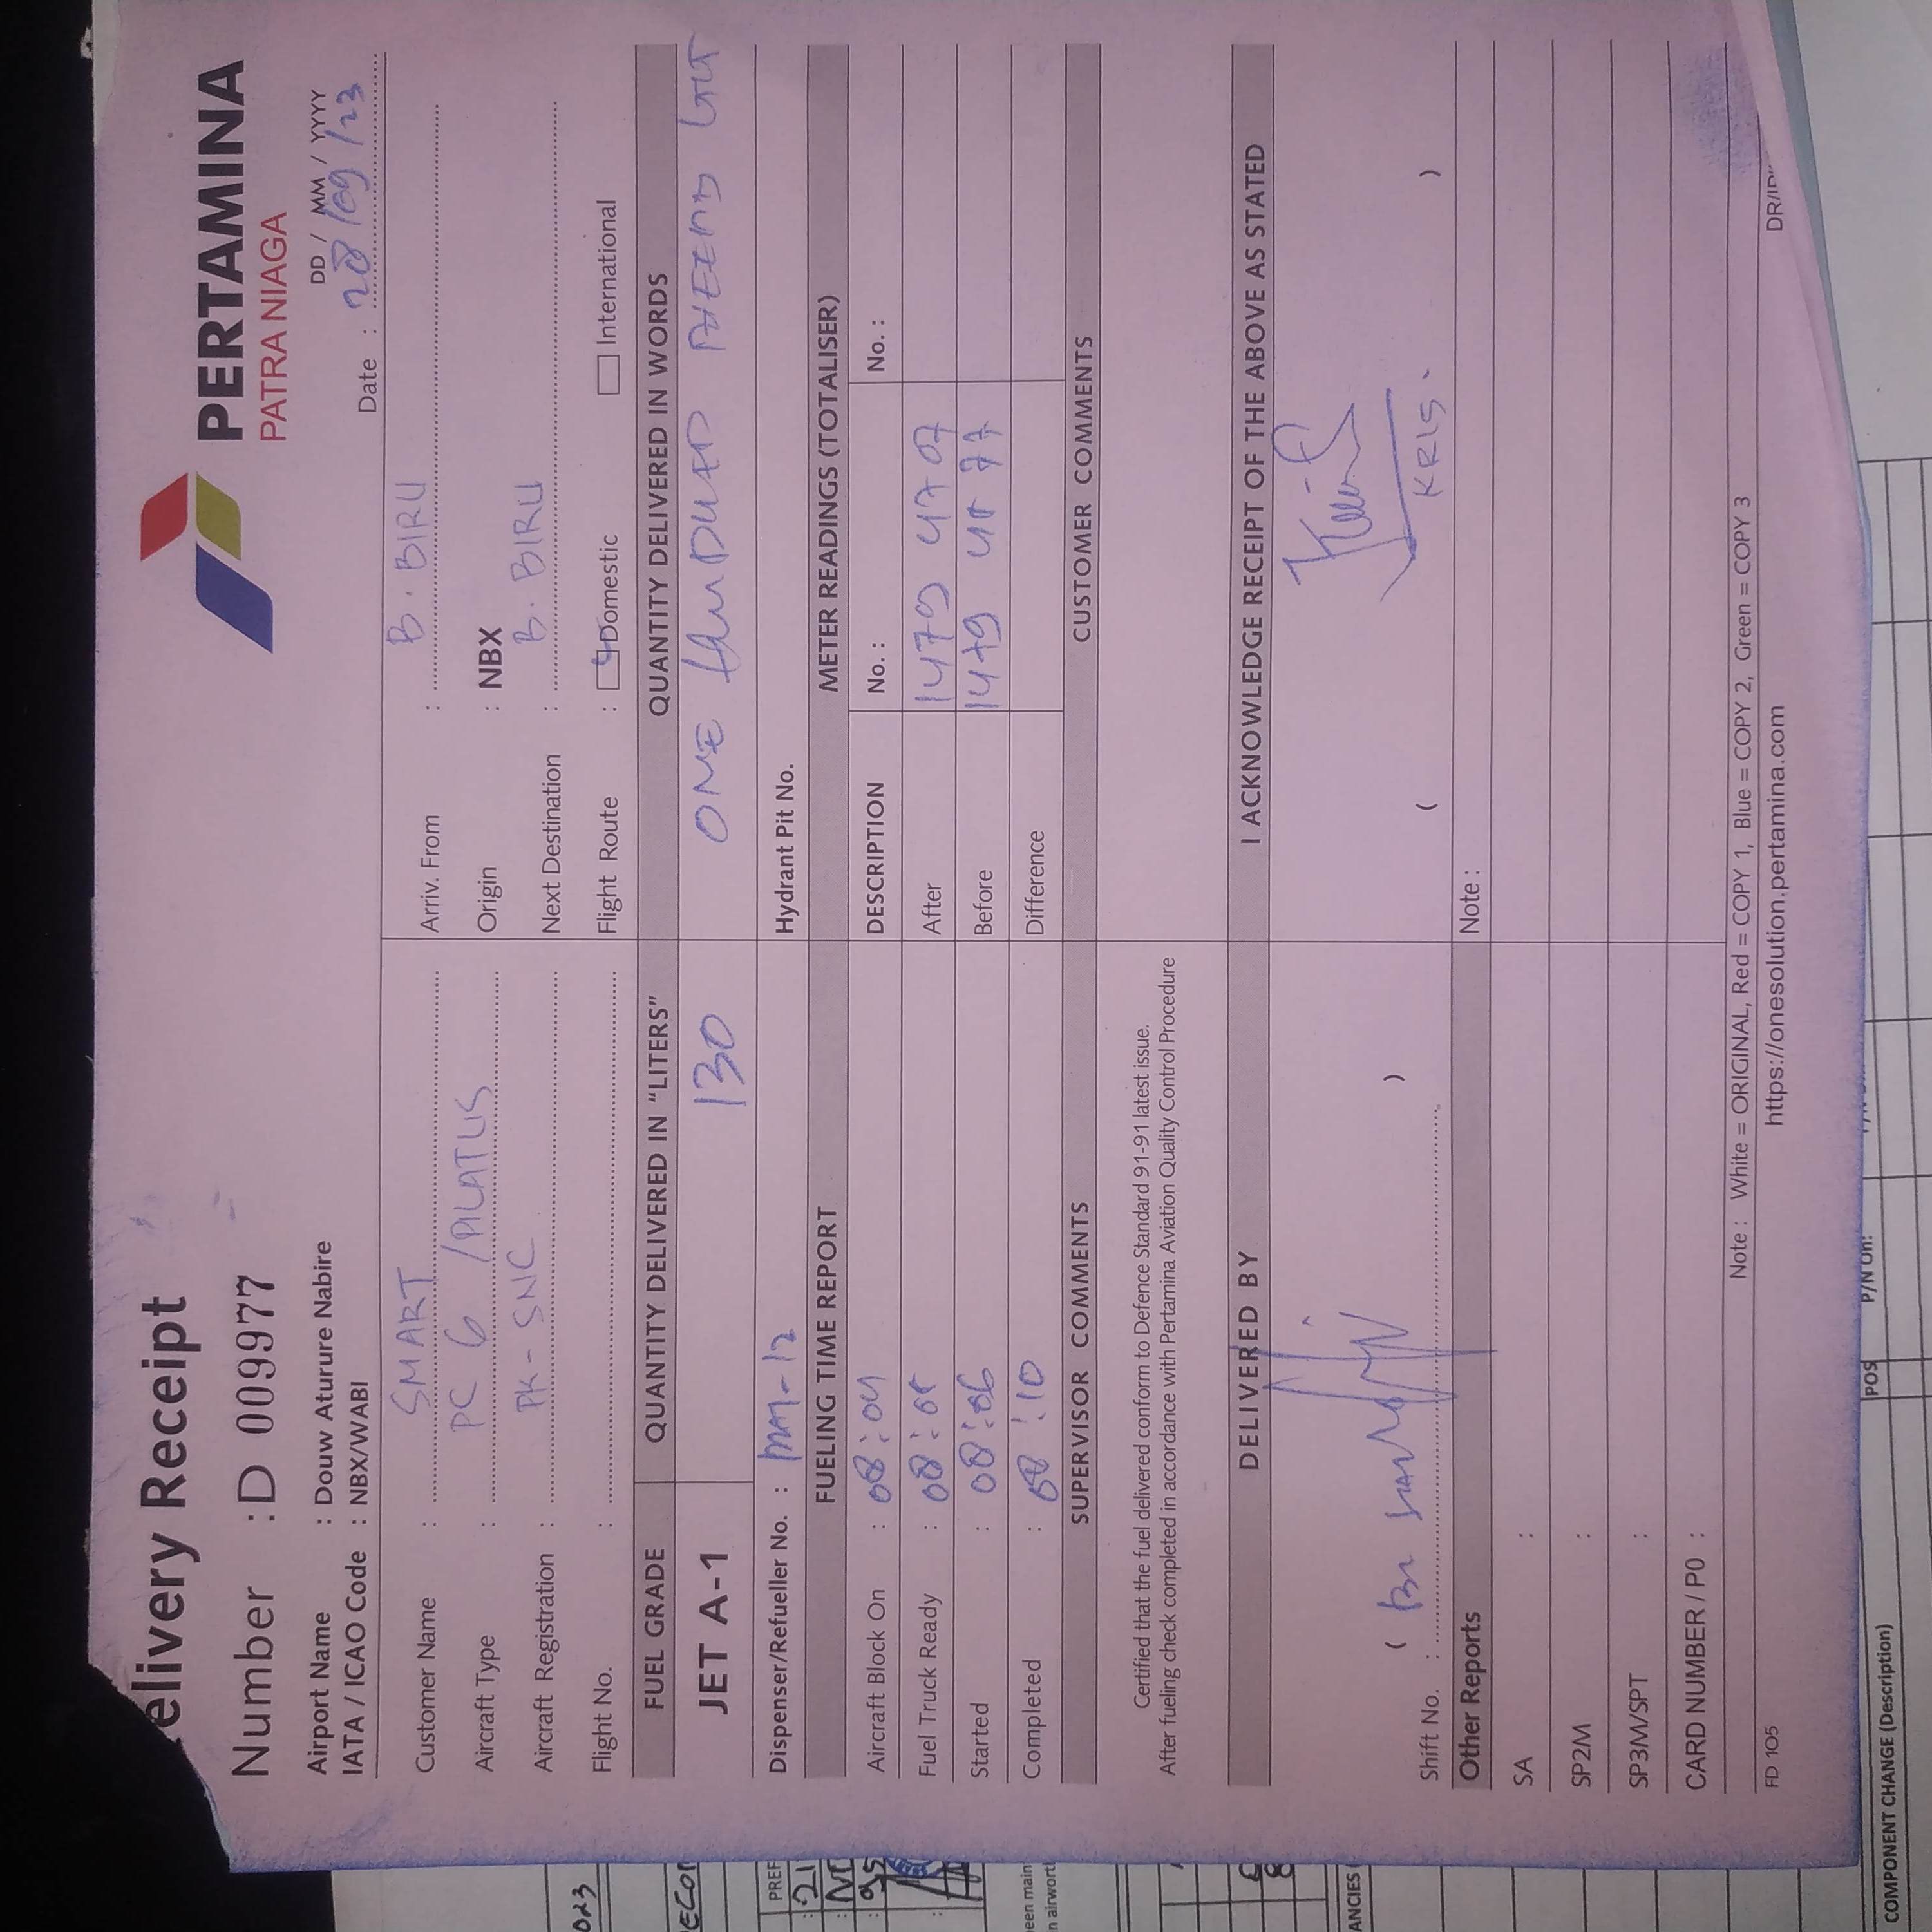 elivery Receipt
PERTAMINA
PATRA NIAGA
Number : D 009977
DD / MM / YYYY
Airport Name : Douw Aturure Nabire
IATA / ICAO Code : NBX/WABI
Date : 28/09/23
Customer Name : SMART
Arriv. From : B. BIRU
Aircraft Type : PC 6 / PILATUS
Origin : NBX
Aircraft Registration : PK - SNC
Next Destination : B. BIRU
Flight No. :
Flight Route : Domestic International
FUEL GRADE QUANTITY DELIVERED IN "LITERS" QUANTITY DELIVERED IN WORDS
JET A-1 130 ONE
Dispenser/Refueller No. :
Hydrant Pit No.
FUELING TIME REPORT METER READINGS (TOTALISER)
Aircraft Block On : 08:04 DESCRIPTION No. : No. :
Fuel Truck Ready : 08:05 After 1479 4707
Started : 08:06 Before 1479 4577
Completed : 08:10 Difference
SUPERVISOR COMMENTS CUSTOMER COMMENTS
Certified that the fuel delivered conform to Defence Standard 91-91 latest issue.
After fueling check completed in accordance with Pertamina Aviation Quality Control Procedure
DELIVERED BY I ACKNOWLEDGE RECEIPT OF THE ABOVE AS STATED
KRIS.
( ) ( )
Shift No. :
Other Reports Note :
SA :
SP2M :
SP3M/SPT :
CARD NUMBER / PO :
Note : White = ORIGINAL, Red = COPY 1, Blue = COPY 2, Green = COPY 3
FD 105 https://onesolution.pertamina.com
COMPONENT CHANGE (Description) POS P/N On: